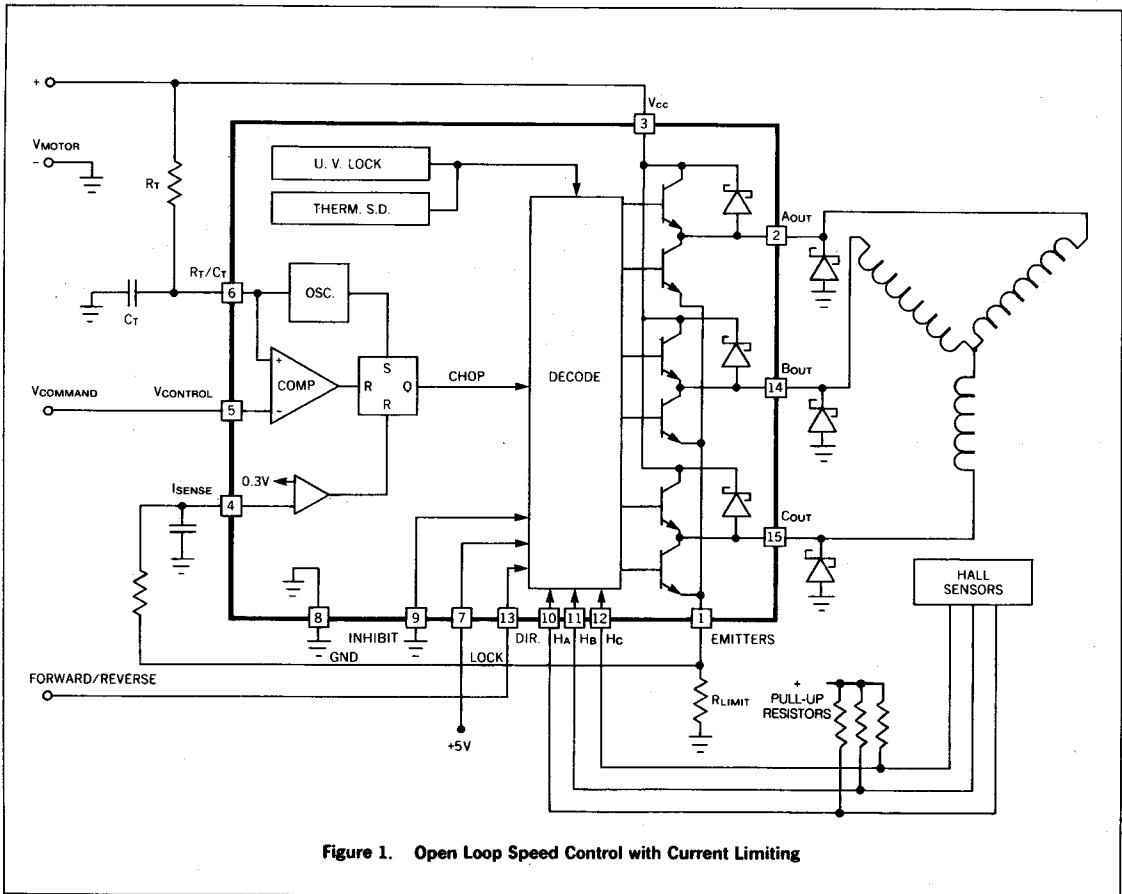 +
VMOTOR
-
RT
RT/CT
CT
6
OSC.
U. V. LOCK
THERM. S.D.
VCC
3
+
COMP
-
S
R
Q
R
CHOP
DECODE
VCOMMAND
VCONTROL
5
0.3V
ISENSE
4
AOUT
2
BOUT
14
COUT
15
HALL
SENSORS
8
9
7
13
10
11
12
1
INHIBIT
DIR.
HA
HB
HC
EMITTERS
GND
LOCK
FORWARD/REVERSE
+5V
RLIMIT
+
PULL-UP
RESISTORS
Figure 1. Open Loop Speed Control with Current Limiting